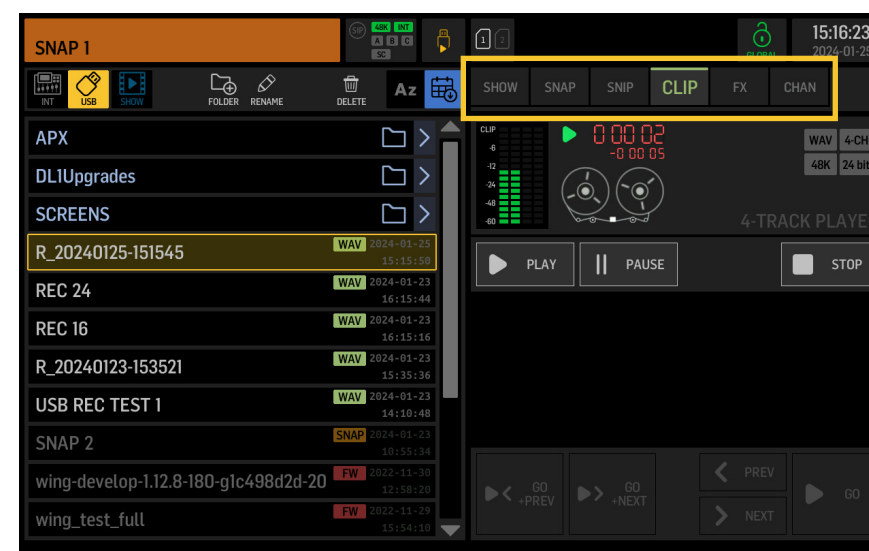 SNAP 1
SIP 48K INT
A B C
SC
1 2
GLOBAL
15:16:23
2024-01-25
INT USB SHOW FOLDER RENAME DELETE Az
SHOW SNAP SNIP CLIP FX CHAN
APX
DL1Upgrades
SCREENS
R_20240125-151545 WAV 2024-01-25
15:15:50
REC 24 WAV 2024-01-23
16:15:44
REC 16 WAV 2024-01-23
16:15:16
R_20240123-153521 WAV 2024-01-23
15:35:36
USB REC TEST 1 WAV 2024-01-23
14:10:48
SNAP 2 SNAP 2024-01-23
10:55:34
wing-develop-1.12.8-180-g1c498d2d-20 FW 2022-11-30
12:58:20
wing_test_full FW 2022-11-29
15:54:10
CLIP
-6
-12
-24
-48
-60
0 00 02
-0 00 05
WAV 4-CH
48K 24 bit
4-TRACK PLAYE
PLAY PAUSE STOP
GO
+PREV
GO
+NEXT
PREV
NEXT
GO